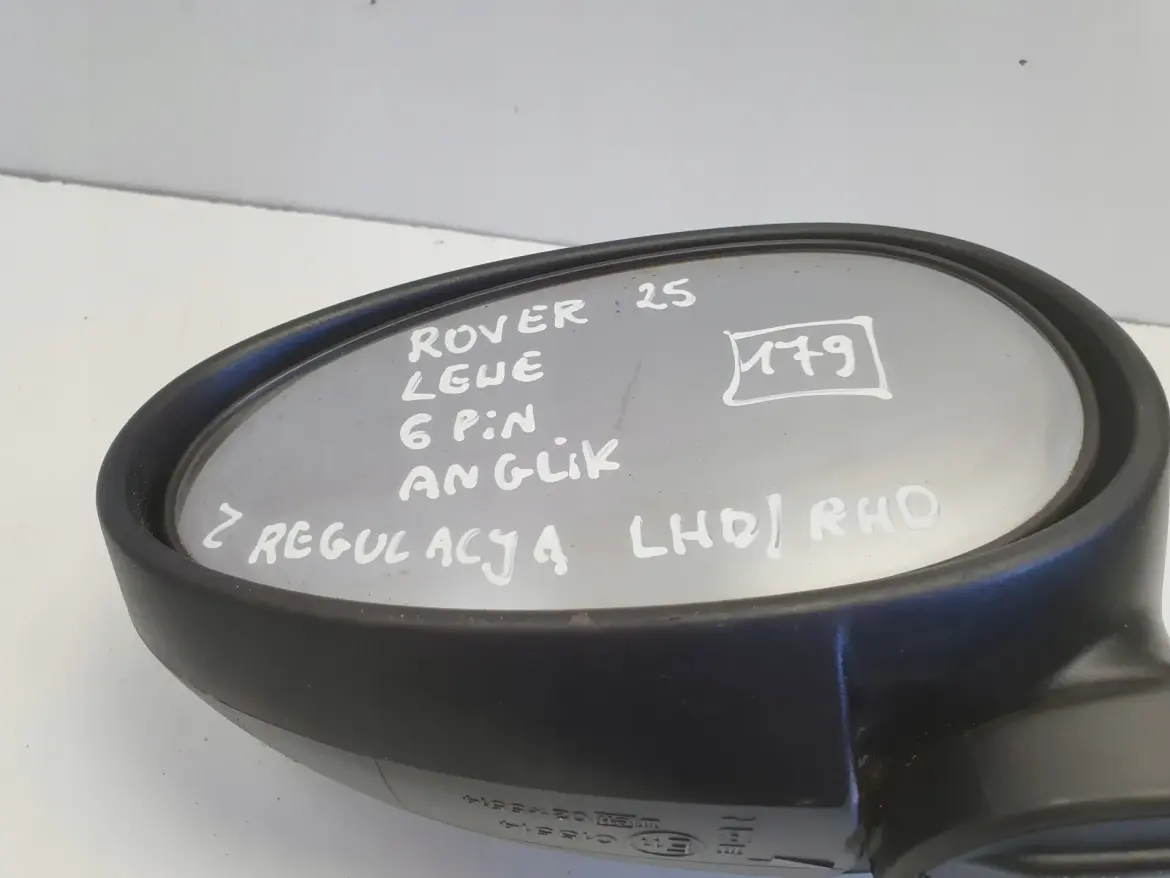 ROVER 25
LEWE
6 PiN
ANGLiK
Z REGULACJĄ LHD/RHD
179